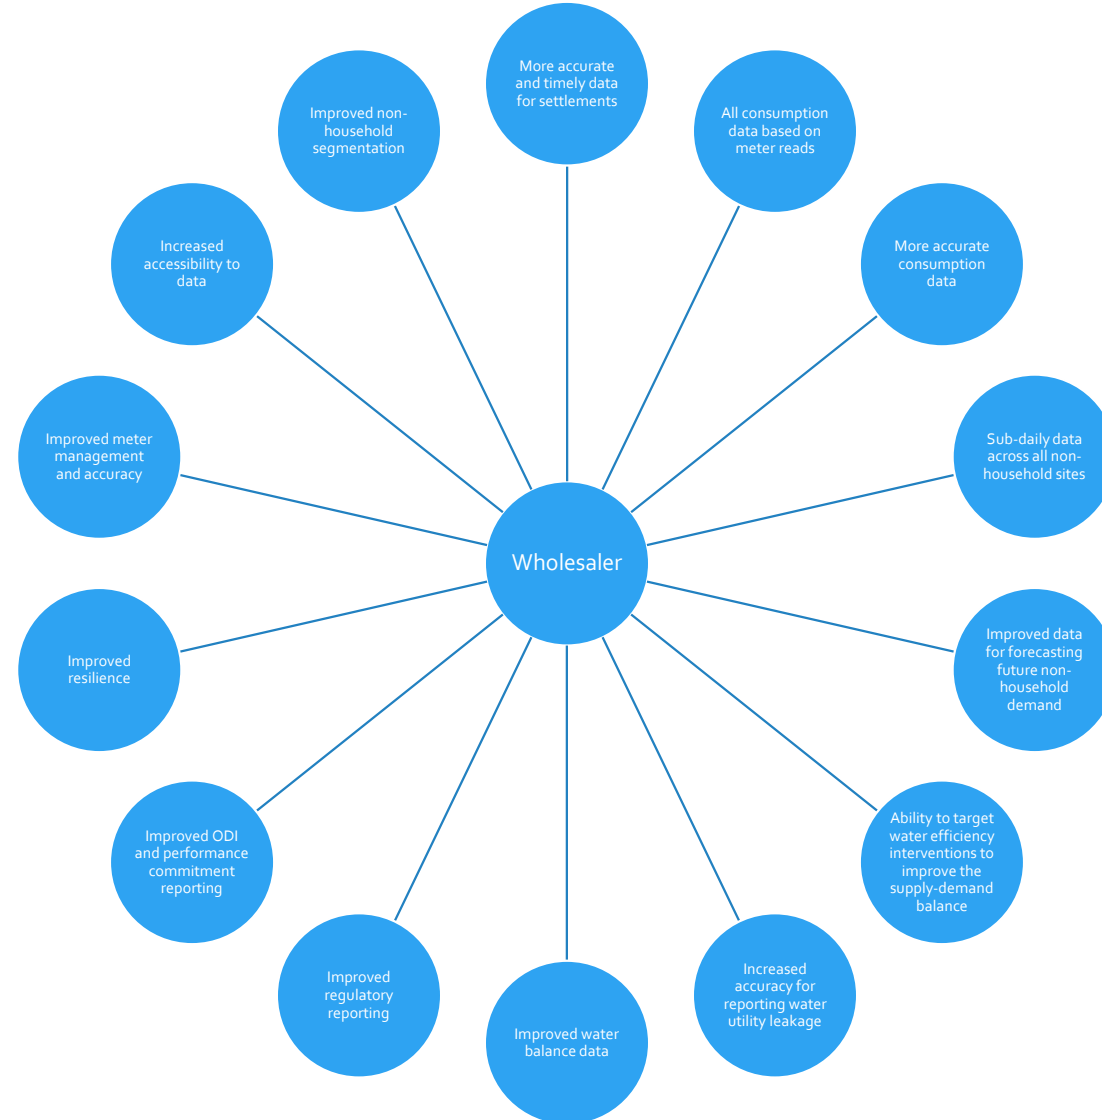 More accurate
and timely data
for settlements
All consumption
data based on
meter reads
More accurate
consumption
data
Sub-daily data
across all non-
household sites
Improved data
for forecasting
future non-
household
demand
Ability to target
water efficiency
interventions to
improve the
supply-demand
balance
Increased
accuracy for
reporting water
utility leakage
Improved water
balance data
Improved
regulatory
reporting
Improved ODI
and performance
commitment
reporting
Improved
resilience
Improved meter
management
and accuracy
Increased
accessibility to
data
Improved non-
household
segmentation
Wholesaler